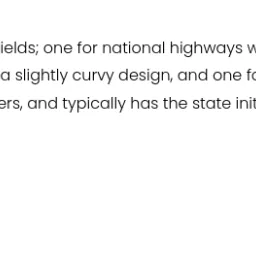 ields; one for national highways w
a slightly curvy design, and one fo
ers, and typically has the state init